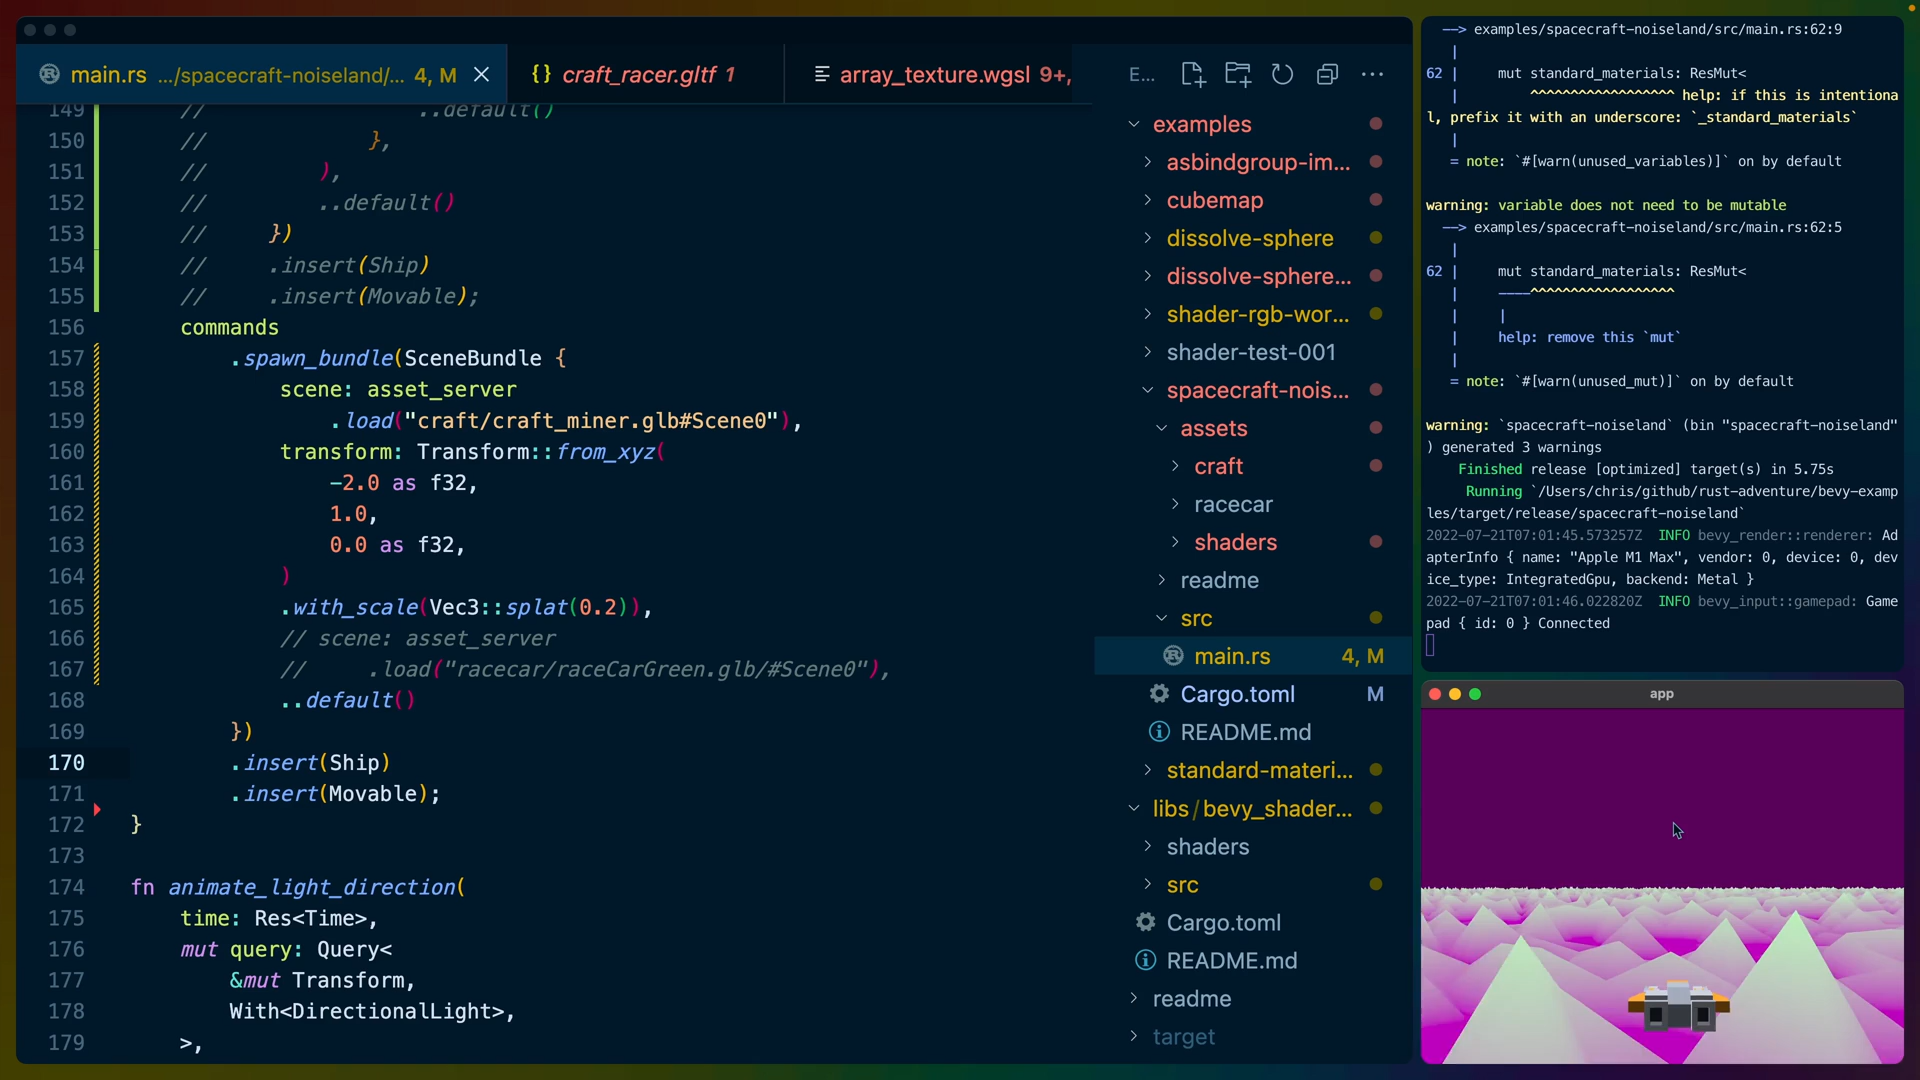 main.rs .../spacecraft-noiseland/... 4, M
{} craft_racer.gltf 1
array_texture.wgsl 9+,
149 // ..default()
150 // },
151 // ),
152 // ..default()
153 // })
154 // .insert(Ship)
155 // .insert(Movable);
156 commands
157 .spawn_bundle(SceneBundle {
158 scene: asset_server
159 .load("craft/craft_miner.glb#Scene0"),
160 transform: Transform::from_xyz(
161 -2.0 as f32,
162 1.0,
163 0.0 as f32,
164 )
165 .with_scale(Vec3::splat(0.2)),
166 // scene: asset_server
167 // .load("racecar/raceCarGreen.glb/#Scene0"),
168 ..default()
169 })
170 .insert(Ship)
171 .insert(Movable);
172 }
173
174 fn animate_light_direction(
175 time: Res<Time>,
176 mut query: Query<
177 &mut Transform,
178 With<DirectionalLight>,
179 >,
E...
examples
asbindgroup-im...
cubemap
dissolve-sphere
dissolve-sphere...
shader-rgb-wor...
shader-test-001
spacecraft-nois...
assets
craft
racecar
shaders
readme
src
main.rs 4, M
Cargo.toml M
README.md
standard-materi...
libs/bevy_shader...
shaders
src
Cargo.toml
README.md
readme
target
--> examples/spacecraft-noiseland/src/main.rs:62:9
|
62 | mut standard_materials: ResMut<
| ^^^^^^^^^^^^^^^^^^ help: if this is intentiona
l, prefix it with an underscore: `_standard_materials`
|
= note: `#[warn(unused_variables)]` on by default
warning: variable does not need to be mutable
--> examples/spacecraft-noiseland/src/main.rs:62:5
|
62 | mut standard_materials: ResMut<
| ----^^^^^^^^^^^^^^^^^^
| |
| help: remove this `mut`
|
= note: `#[warn(unused_mut)]` on by default
warning: `spacecraft-noiseland` (bin "spacecraft-noiseland"
) generated 3 warnings
Finished release [optimized] target(s) in 5.75s
Running `/Users/chris/github/rust-adventure/bevy-examp
les/target/release/spacecraft-noiseland`
2022-07-21T07:01:45.573257Z INFO bevy_render::renderer: Ad
apterInfo { name: "Apple M1 Max", vendor: 0, device: 0, dev
ice_type: IntegratedGpu, backend: Metal }
2022-07-21T07:01:46.022820Z INFO bevy_input::gamepad: Game
pad { id: 0 } Connected
app